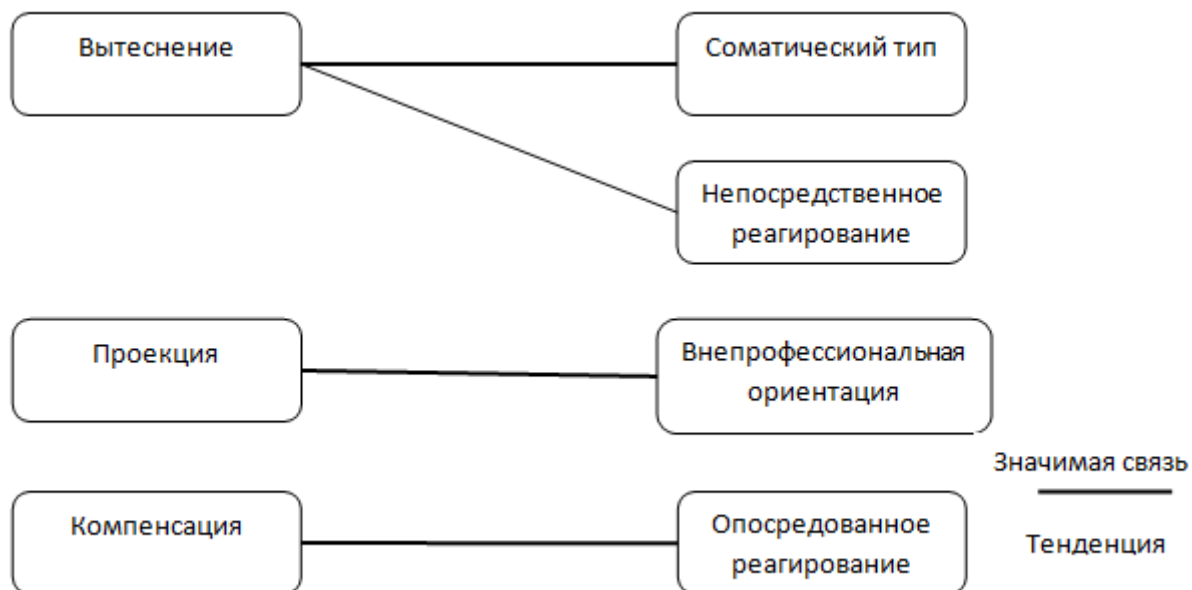 Вытеснение
Соматический тип
Непосредственное
реагирование
Проекция
Внепрофессиональная
ориентация
Значимая связь
Компенсация
Опосредованное
реагирование
Тенденция